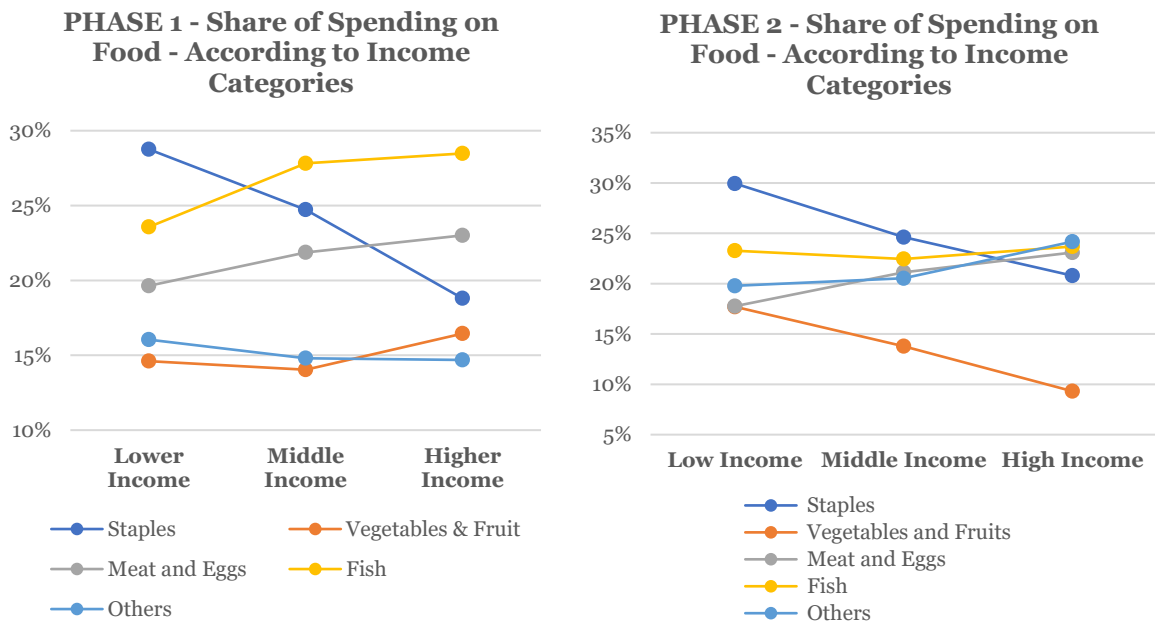 PHASE 1 - Share of Spending on
Food - According to Income
Categories
30%
25%
20%
15%
10%
Lower
Income
Middle
Income
Higher
Income
Staples
Vegetables & Fruit
Meat and Eggs
Fish
Others
PHASE 2 - Share of Spending on
Food - According to Income
Categories
35%
30%
25%
20%
15%
10%
5%
Low Income
Middle Income
High Income
Staples
Vegetables and Fruits
Meat and Eggs
Fish
Others